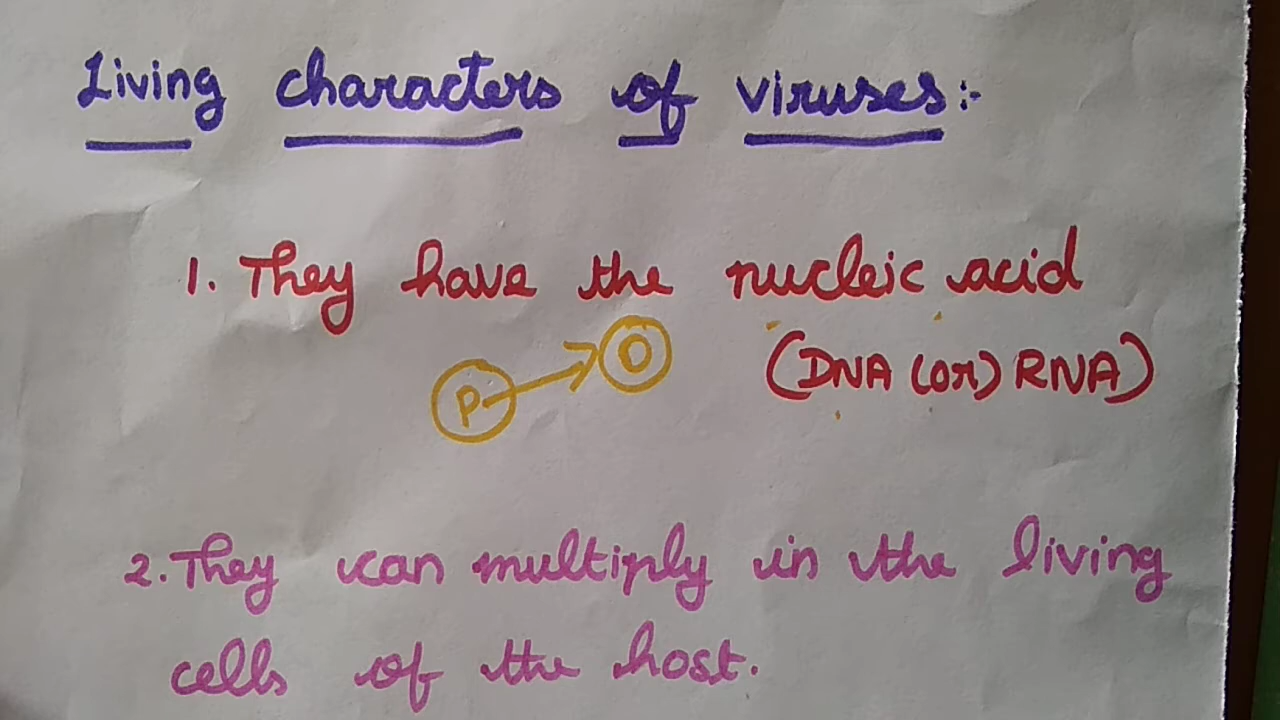 Living characters of viruses:-
1. They have the nucleic acid
P O
(DNA (or) RNA)
2. They can multiply in the living
cells of the host.